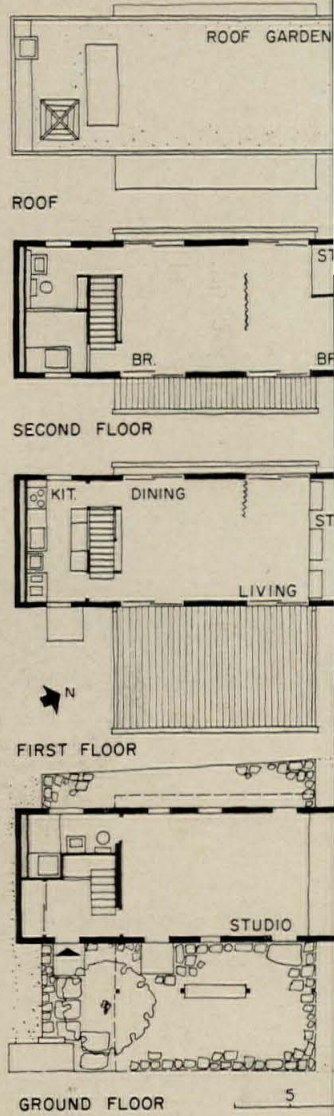 ROOF GARDEN
ROOF
ST
BR.
BR
SECOND FLOOR
KIT.
DINING
ST
LIVING
N
FIRST FLOOR
STUDIO
GROUND FLOOR
5